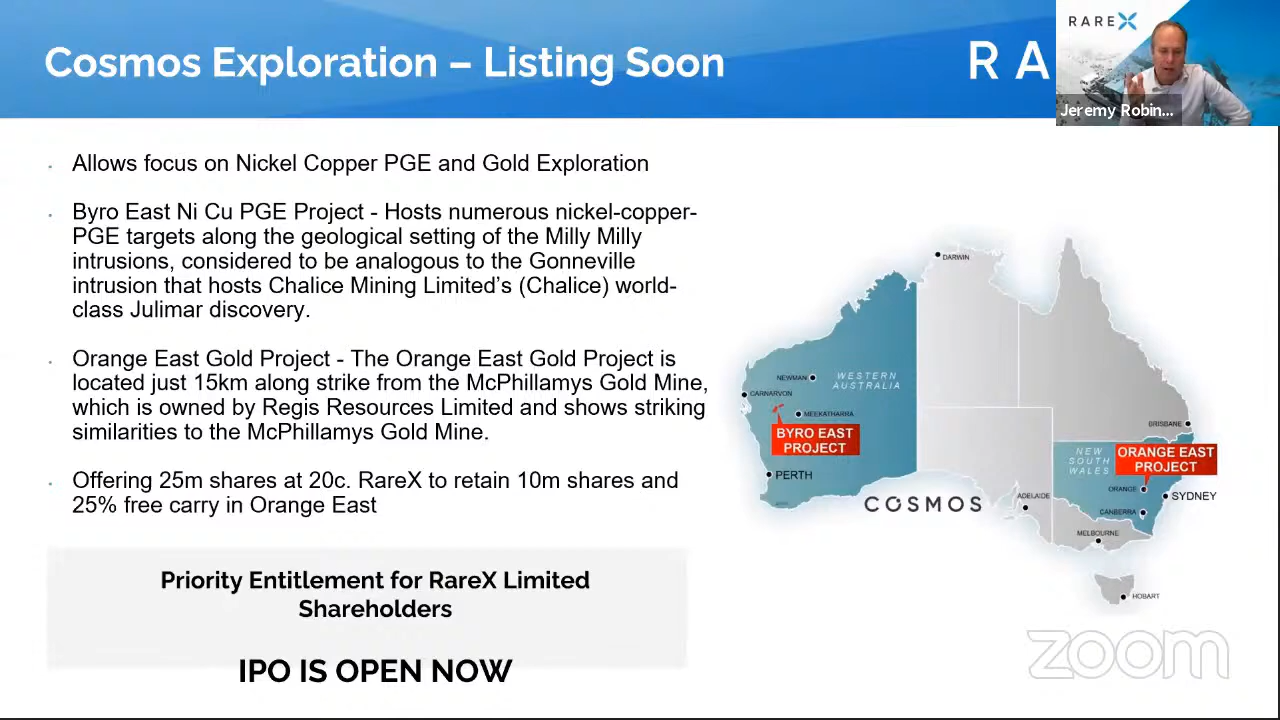 Cosmos Exploration – Listing Soon
R A
RAREX
Jeremy Robin...
Allows focus on Nickel Copper PGE and Gold Exploration
Byro East Ni Cu PGE Project - Hosts numerous nickel-copper-
PGE targets along the geological setting of the Milly Milly
intrusions, considered to be analogous to the Gonneville
intrusion that hosts Chalice Mining Limited's (Chalice) world-
class Julimar discovery.
Orange East Gold Project - The Orange East Gold Project is
located just 15km along strike from the McPhillamys Gold Mine,
which is owned by Regis Resources Limited and shows striking
similarities to the McPhillamys Gold Mine.
Offering 25m shares at 20c. RareX to retain 10m shares and
25% free carry in Orange East
Priority Entitlement for RareX Limited
Shareholders
IPO IS OPEN NOW
DARWIN
NEWMAN
WESTERN
AUSTRALIA
CARNARVON
MEEKATHARRA
BYRO EAST
PROJECT
PERTH
COSMOS
BRISBANE
NEW
SOUTH
WALES
ORANGE EAST
PROJECT
ORANGE
SYDNEY
ADELAIDE
CANBERRA
MELBOURNE
HOBART
zoom